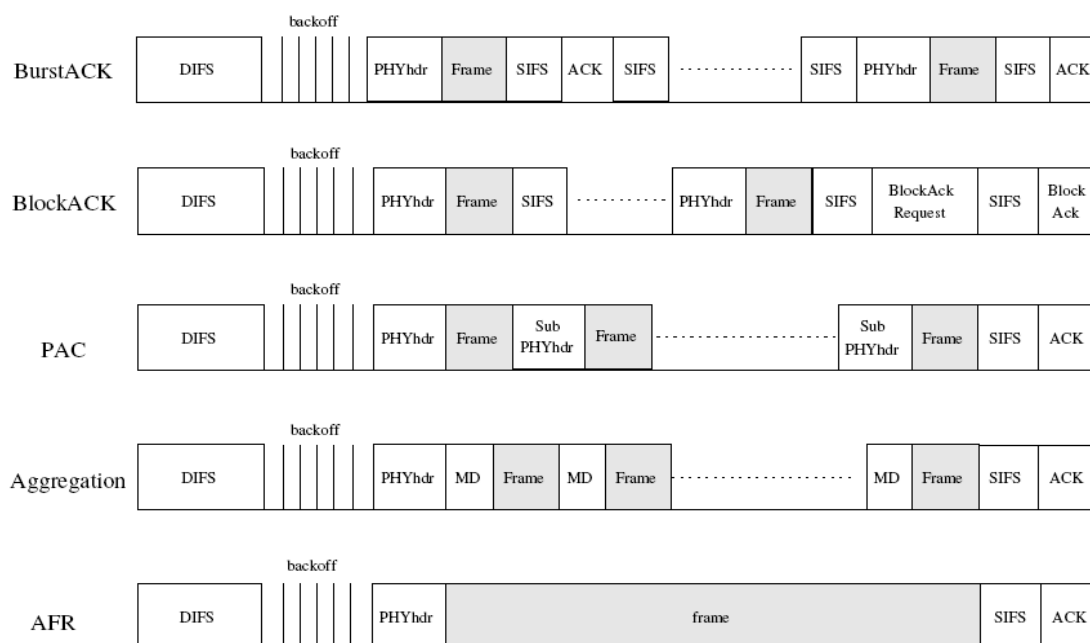 backoff
BurstACK DIFS PHYhdr Frame SIFS ACK SIFS SIFS PHYhdr Frame SIFS ACK
backoff
BlockACK DIFS PHYhdr Frame SIFS PHYhdr Frame SIFS BlockAck Request SIFS Block Ack
backoff
PAC DIFS PHYhdr Frame Sub PHYhdr Frame Sub PHYhdr Frame SIFS ACK
backoff
Aggregation DIFS PHYhdr MD Frame MD Frame MD Frame SIFS ACK
backoff
AFR DIFS PHYhdr frame SIFS ACK